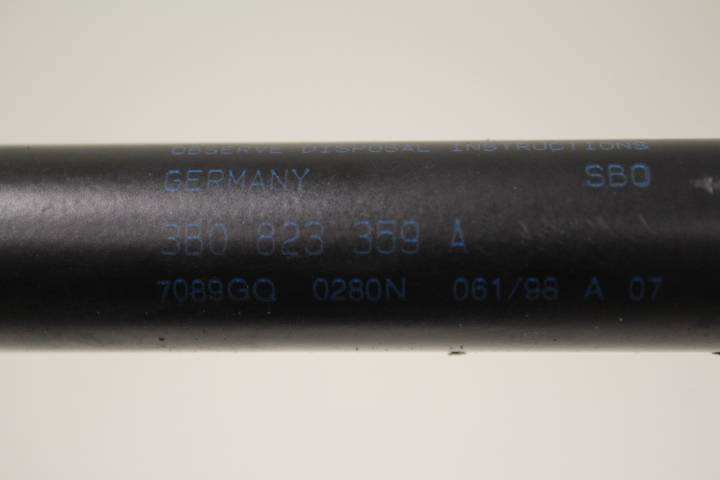 OBSERVE DISPOSAL INSTRUCTIONS
GERMANY SBO
3B0 823 359 A
7089GQ 0280N 061/98 A 07